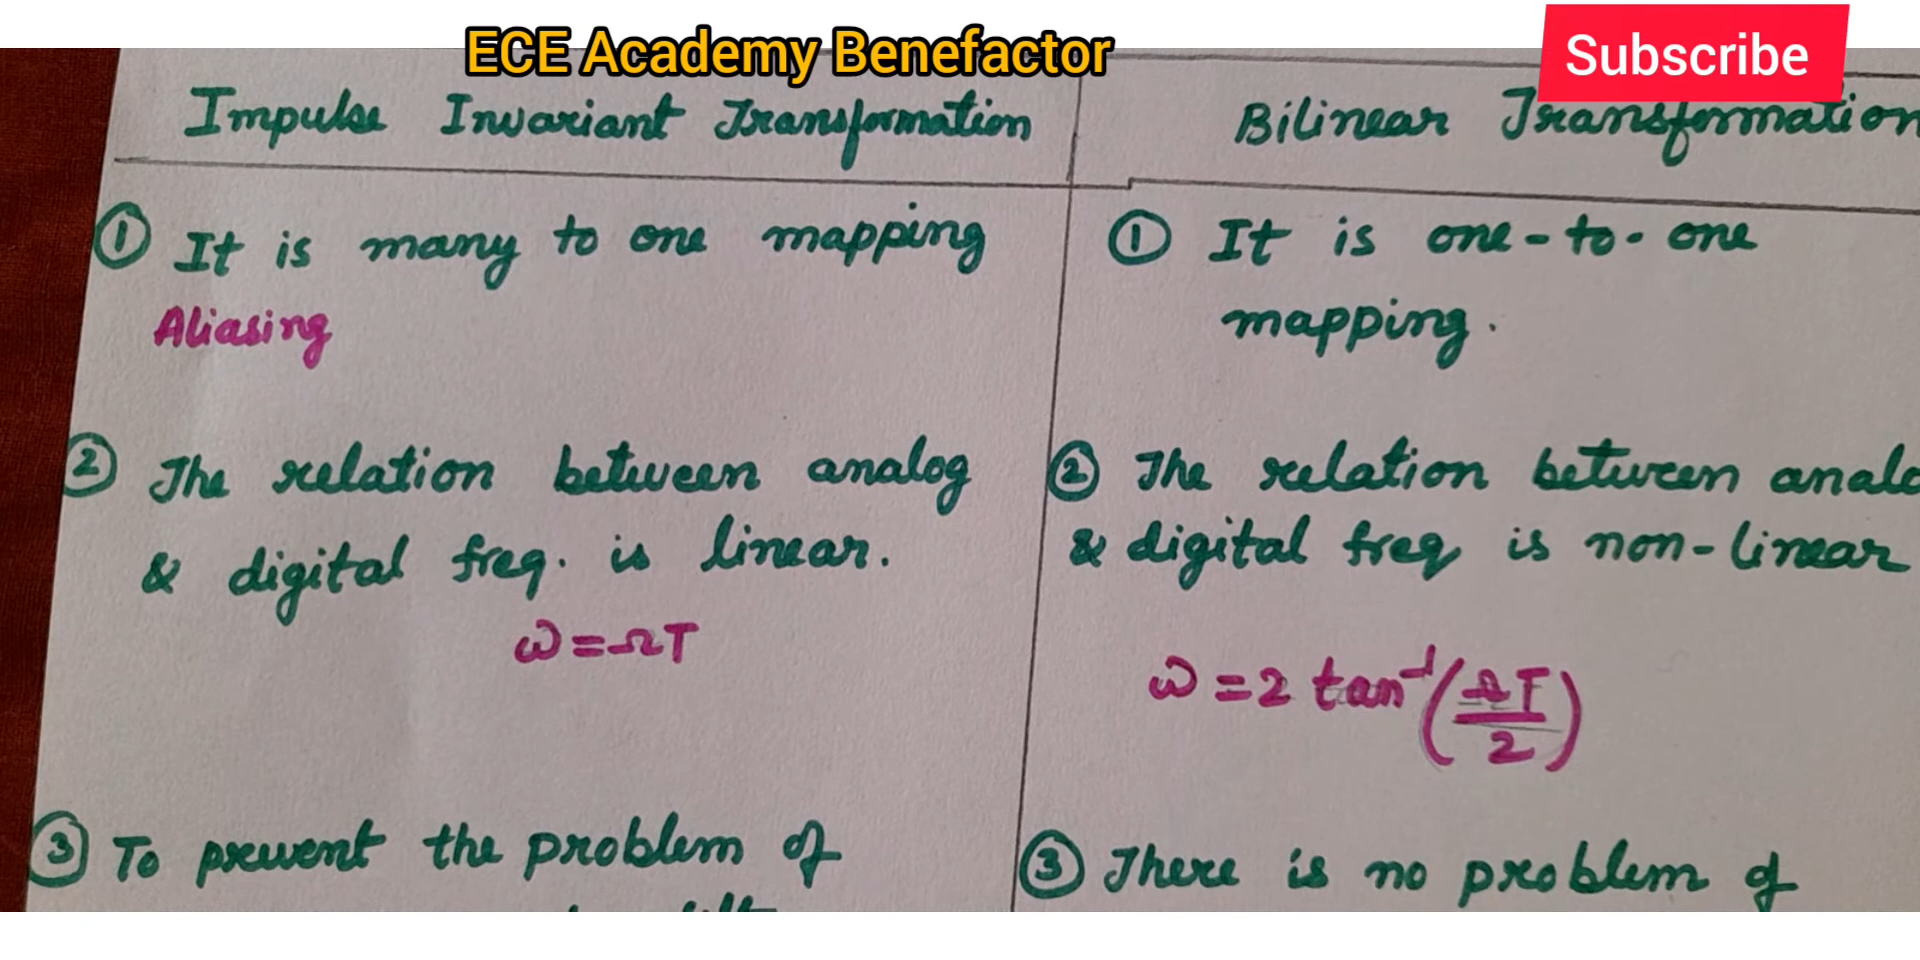 ECE Academy Benefactor
Subscribe
Impulse Invariant Transformation
① It is many to one mapping
Aliasing
② The relation between analog
& digital freq. is linear.
ω = ΩT
③ To prevent the problem of
Bilinear Transformation
① It is one-to-one
mapping.
② The relation between analo
& digital freq is non-linear
ω = 2 tan⁻¹(ΩT/2)
③ There is no problem of